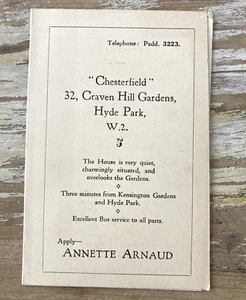 Telephone: Padd. 3223.
"Chesterfield"
32, Craven Hill Gardens,
Hyde Park,
W.2.
The House is very quiet,
charmingly situated, and
overlooks the Gardens.
Three minutes from Kensington Gardens
and Hyde Park.
Excellent Bus service to all parts.
Apply—
ANNETTE ARNAUD